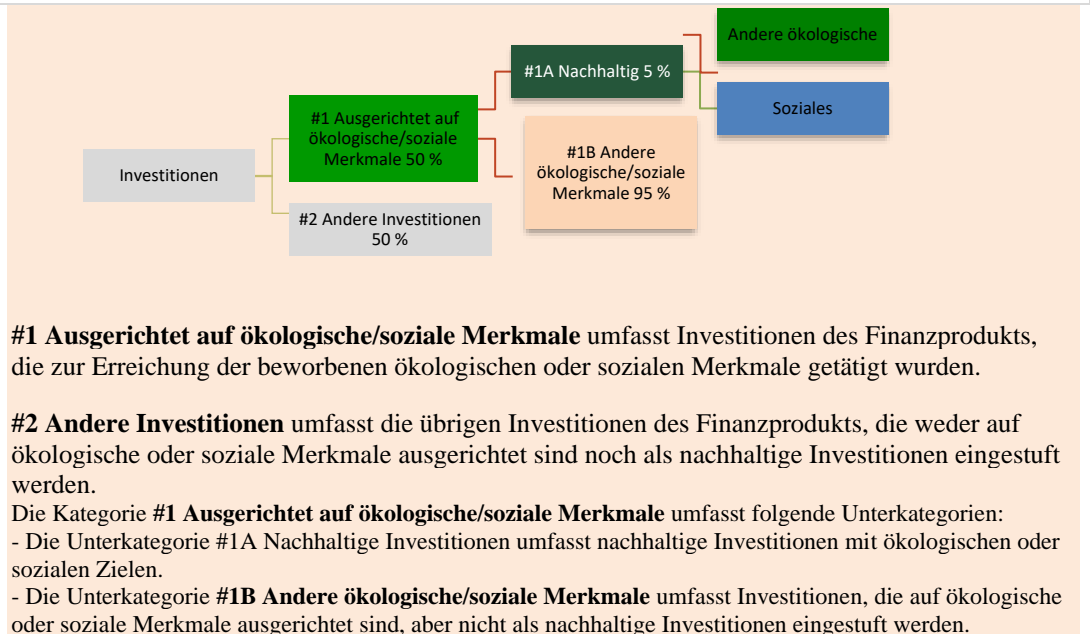 Andere ökologische
#1A Nachhaltig 5 %
Soziales
#1 Ausgerichtet auf
ökologische/soziale
Merkmale 50 %
#1B Andere
ökologische/soziale
Merkmale 95 %
Investitionen
#2 Andere Investitionen
50 %
#1 Ausgerichtet auf ökologische/soziale Merkmale umfasst Investitionen des Finanzprodukts,
die zur Erreichung der beworbenen ökologischen oder sozialen Merkmale getätigt wurden.
#2 Andere Investitionen umfasst die übrigen Investitionen des Finanzprodukts, die weder auf
ökologische oder soziale Merkmale ausgerichtet sind noch als nachhaltige Investitionen eingestuft
werden.
Die Kategorie #1 Ausgerichtet auf ökologische/soziale Merkmale umfasst folgende Unterkategorien:
- Die Unterkategorie #1A Nachhaltige Investitionen umfasst nachhaltige Investitionen mit ökologischen oder
sozialen Zielen.
- Die Unterkategorie #1B Andere ökologische/soziale Merkmale umfasst Investitionen, die auf ökologische
oder soziale Merkmale ausgerichtet sind, aber nicht als nachhaltige Investitionen eingestuft werden.